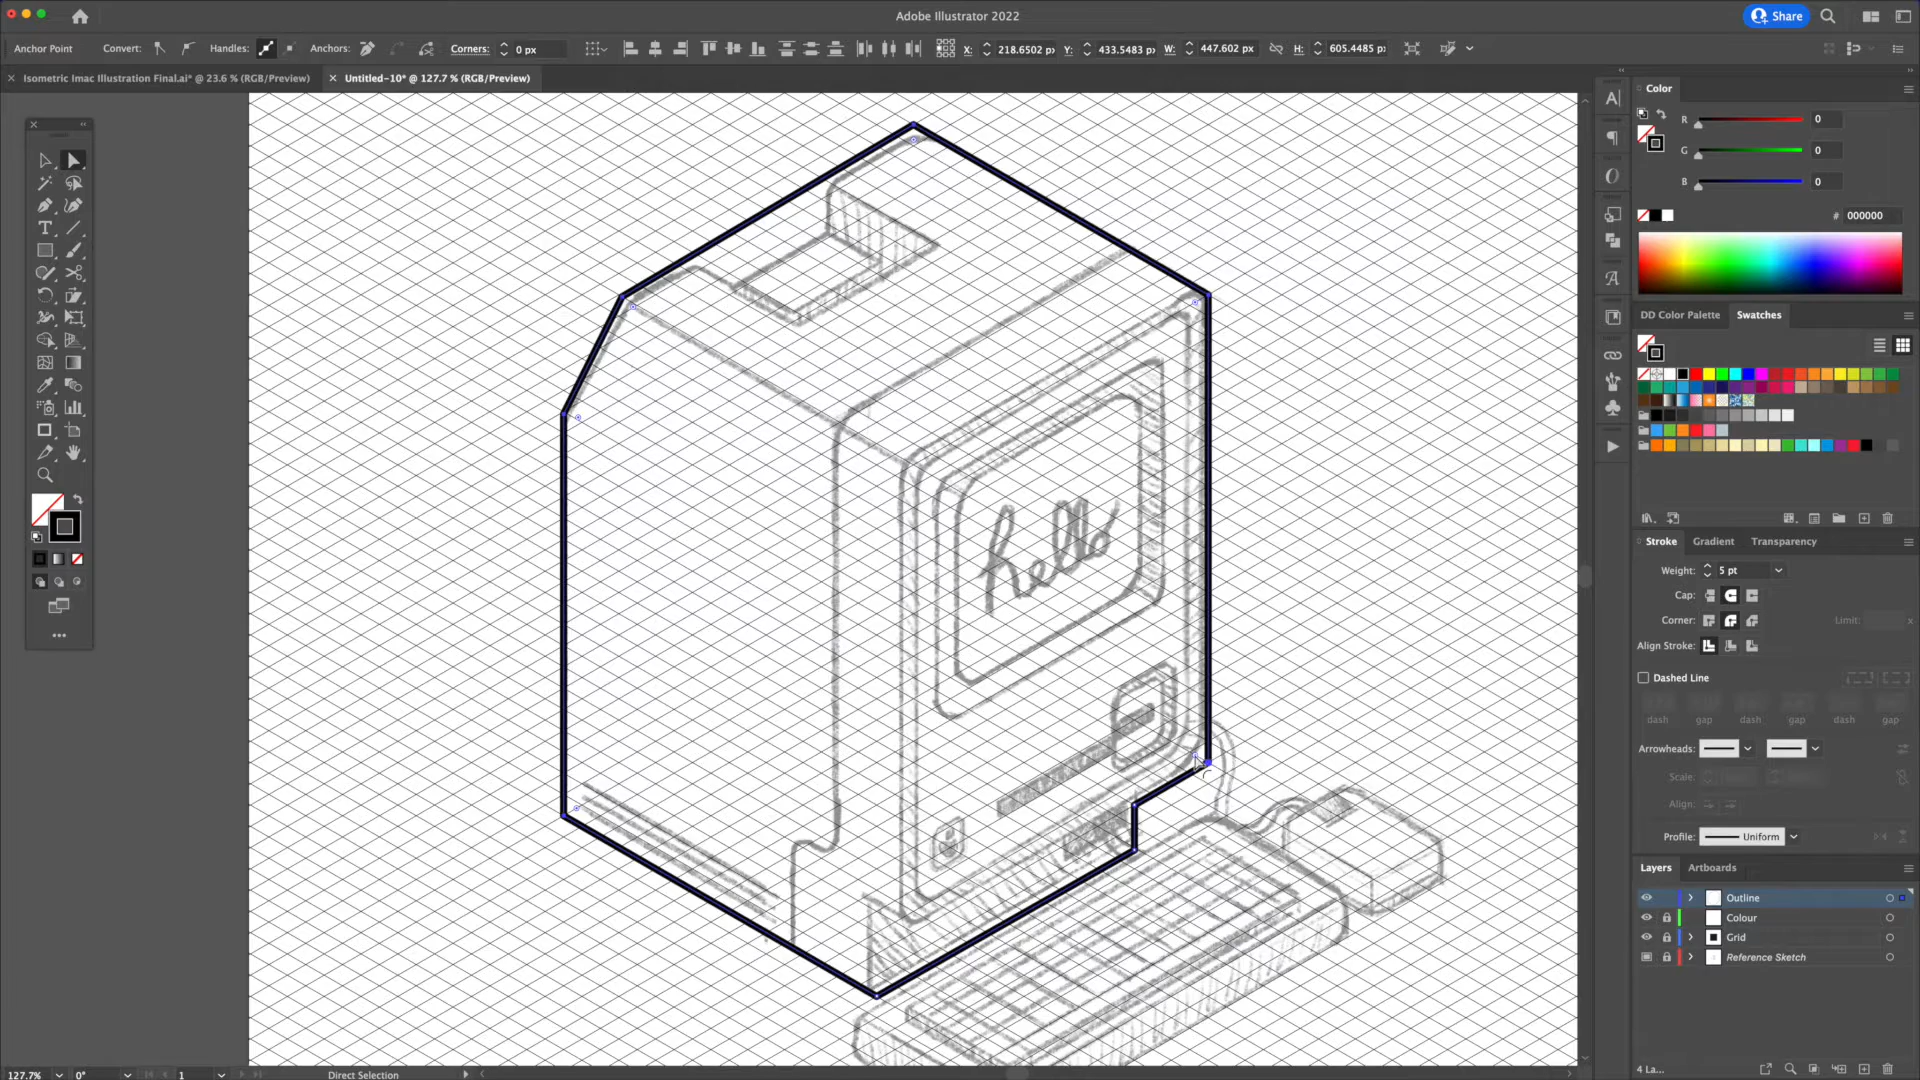 Adobe Illustrator 2022
Share
Anchor Point
Convert:
Handles:
Anchors:
Corners:
0 px
X:
218.6502 px
Y:
433.5483 px
W:
447.602 px
H:
605.4485 px
Isometric Imac Illustration Final.ai* @ 23.6 % (RGB/Preview)
Untitled-10* @ 127.7 % (RGB/Preview)
Color
R
0
G
0
B
0
#
000000
DD Color Palette
Swatches
hello
Stroke
Gradient
Transparency
Weight:
5 pt
Cap:
Corner:
Limit:
x
Align Stroke:
Dashed Line
dash
gap
dash
gap
dash
gap
Arrowheads:
Scale:
Align:
Profile:
Uniform
Layers
Artboards
Outline
Colour
Grid
Reference Sketch
4 La...
127.7%
0°
1
Direct Selection